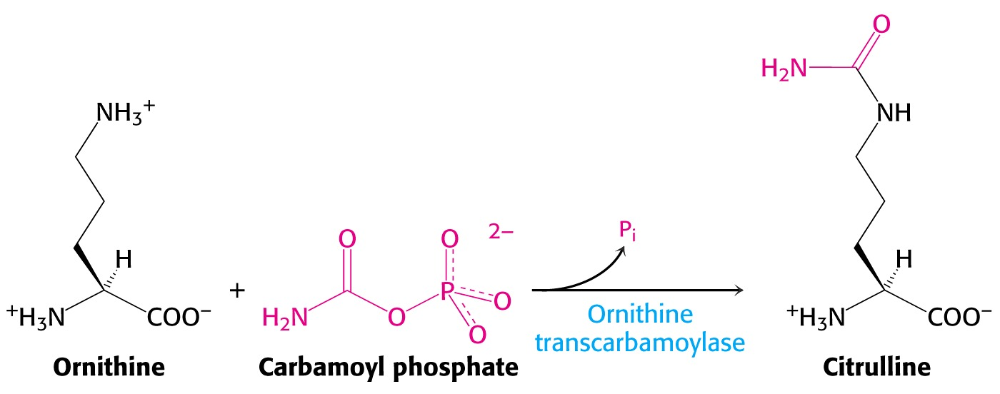 NH₃⁺
H
⁺H₃N
COO⁻
Ornithine
+
O
O
2−
H₂N
O
P
O
O
Carbamoyl phosphate
Pᵢ
Ornithine
transcarbamoylase
O
H₂N
NH
H
⁺H₃N
COO⁻
Citrulline